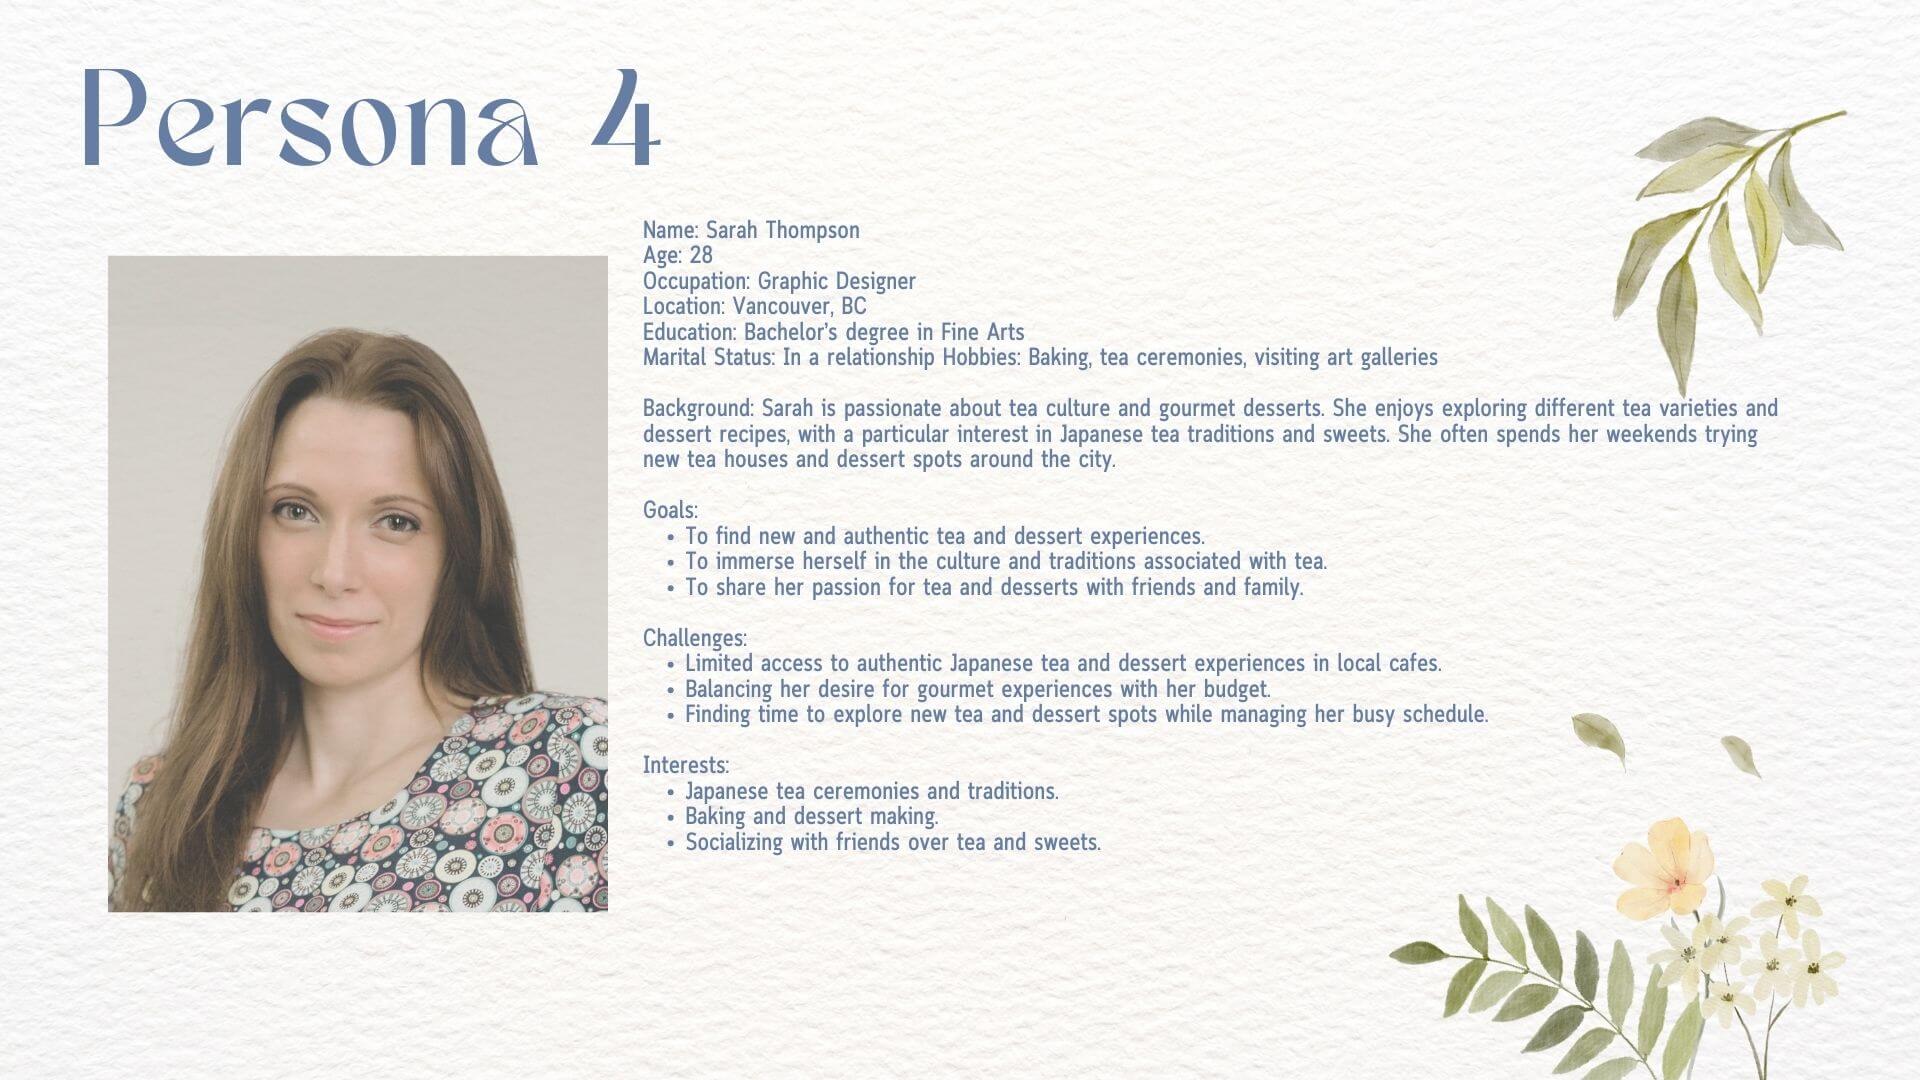 Persona 4
Name: Sarah Thompson
Age: 28
Occupation: Graphic Designer
Location: Vancouver, BC
Education: Bachelor's degree in Fine Arts
Marital Status: In a relationship Hobbies: Baking, tea ceremonies, visiting art galleries
Background: Sarah is passionate about tea culture and gourmet desserts. She enjoys exploring different tea varieties and
dessert recipes, with a particular interest in Japanese tea traditions and sweets. She often spends her weekends trying
new tea houses and dessert spots around the city.
Goals:
• To find new and authentic tea and dessert experiences.
• To immerse herself in the culture and traditions associated with tea.
• To share her passion for tea and desserts with friends and family.
Challenges:
• Limited access to authentic Japanese tea and dessert experiences in local cafes.
• Balancing her desire for gourmet experiences with her budget.
• Finding time to explore new tea and dessert spots while managing her busy schedule.
Interests:
• Japanese tea ceremonies and traditions.
• Baking and dessert making.
• Socializing with friends over tea and sweets.